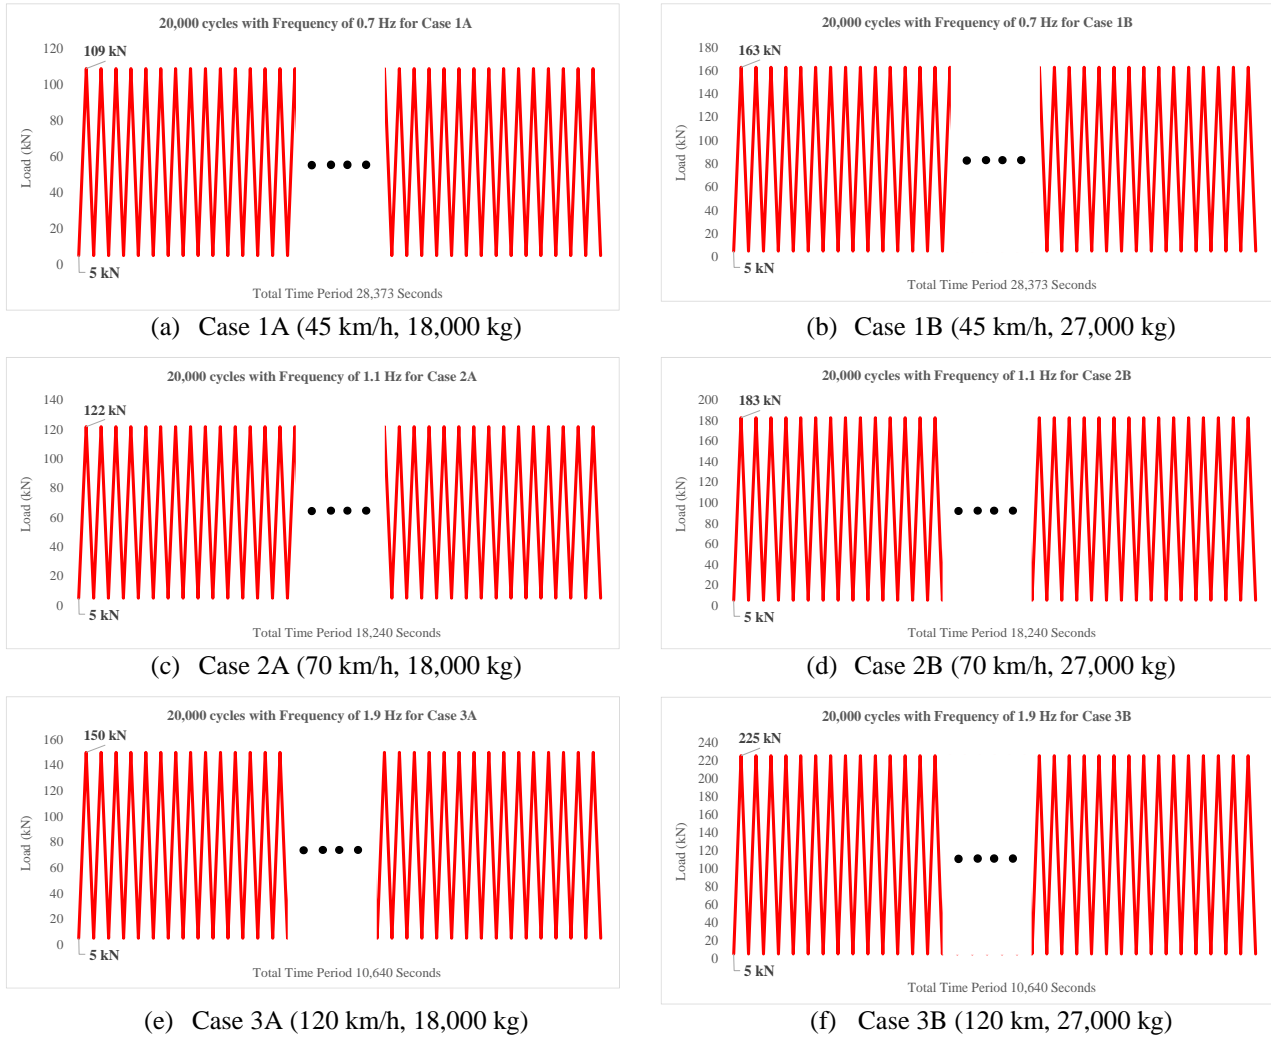 20,000 cycles with Frequency of 0.7 Hz for Case 1A
120
109 kN
100
80
60
40
20
0
Load (kN)
5 kN
Total Time Period 28,373 Seconds
(a) Case 1A (45 km/h, 18,000 kg)
20,000 cycles with Frequency of 0.7 Hz for Case 1B
180
163 kN
160
140
120
100
80
60
40
20
0
Load (kN)
5 kN
Total Time Period 28,373 Seconds
(b) Case 1B (45 km/h, 27,000 kg)
20,000 cycles with Frequency of 1.1 Hz for Case 2A
140
122 kN
120
100
80
60
40
20
0
Load (kN)
5 kN
Total Time Period 18,240 Seconds
(c) Case 2A (70 km/h, 18,000 kg)
20,000 cycles with Frequency of 1.1 Hz for Case 2B
200
183 kN
180
160
140
120
100
80
60
40
20
0
Load (kN)
5 kN
Total Time Period 18,240 Seconds
(d) Case 2B (70 km/h, 27,000 kg)
20,000 cycles with Frequency of 1.9 Hz for Case 3A
160
150 kN
140
120
100
80
60
40
20
0
Load (kN)
5 kN
Total Time Period 10,640 Seconds
(e) Case 3A (120 km/h, 18,000 kg)
20,000 cycles with Frequency of 1.9 Hz for Case 3B
240
225 kN
220
200
180
160
140
120
100
80
60
40
20
0
Load (kN)
5 kN
Total Time Period 10,640 Seconds
(f) Case 3B (120 km, 27,000 kg)